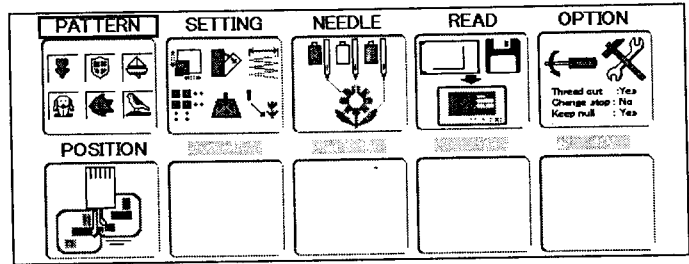 PATTERN SETTING NEEDLE READ OPTION
Thread cut :Yes
Change stop : No
Keep null : Yes
POSITION